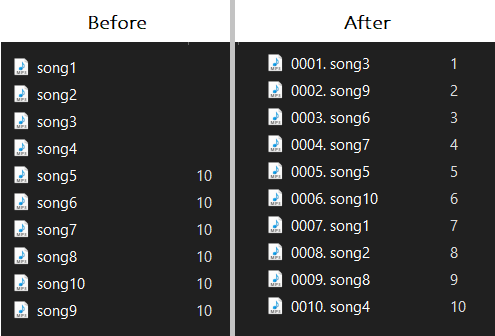 Before
song1
song2
song3
song4
song5 10
song6 10
song7 10
song8 10
song10 10
song9 10
After
0001. song3 1
0002. song9 2
0003. song6 3
0004. song7 4
0005. song5 5
0006. song10 6
0007. song1 7
0008. song2 8
0009. song8 9
0010. song4 10